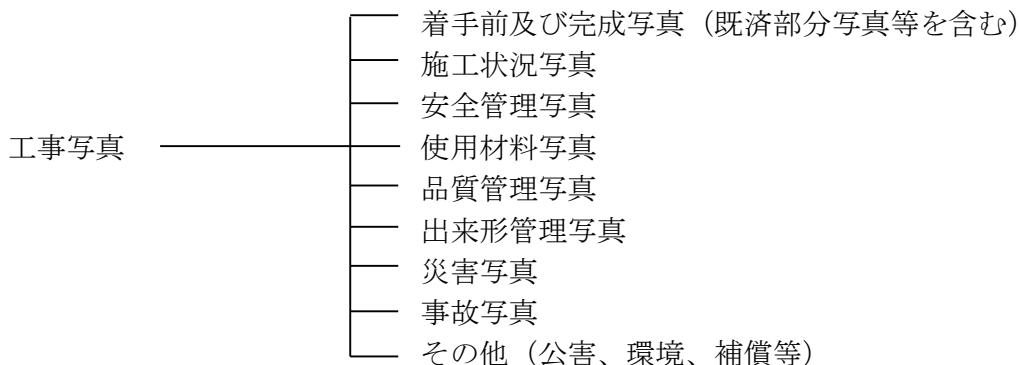 着手前及び完成写真（既済部分写真等を含む）
施工状況写真
安全管理写真
工事写真
使用材料写真
品質管理写真
出来形管理写真
災害写真
事故写真
その他（公害、環境、補償等）